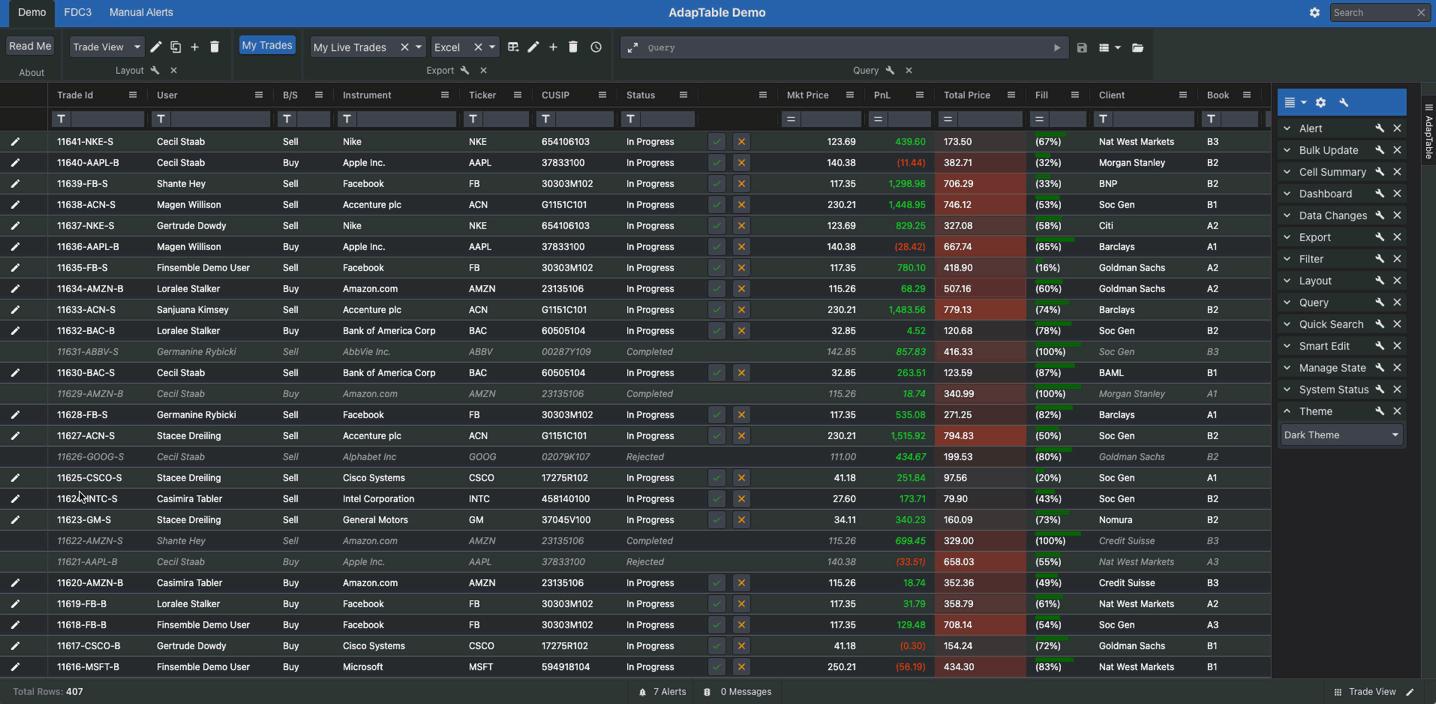 Demo FDC3 Manual Alerts AdapTable Demo Search
Read Me Trade View My Trades My Live Trades Excel Query
About Layout Export Query
Trade Id User B/S Instrument Ticker CUSIP Status Mkt Price PnL Total Price Fill Client Book
11641-NKE-S Cecil Staab Sell Nike NKE 654106103 In Progress 123.69 439.60 173.50 (67%) Nat West Markets B3
11640-AAPL-B Cecil Staab Buy Apple Inc. AAPL 37833100 In Progress 140.38 (11.44) 382.71 (32%) Morgan Stanley B2
11639-FB-S Shante Hey Sell Facebook FB 30303M102 In Progress 117.35 1,298.98 706.29 (33%) BNP B2
11638-ACN-S Magen Willison Sell Accenture plc ACN G1151C101 In Progress 230.21 1,448.95 746.12 (53%) Soc Gen B1
11637-NKE-S Gertrude Dowdy Sell Nike NKE 654106103 In Progress 123.69 829.25 327.08 (58%) Citi A2
11636-AAPL-B Magen Willison Buy Apple Inc. AAPL 37833100 In Progress 140.38 (28.42) 667.74 (85%) Barclays A1
11635-FB-S Finsemble Demo User Sell Facebook FB 30303M102 In Progress 117.35 780.10 418.90 (16%) Goldman Sachs A2
11634-AMZN-B Loralee Stalker Buy Amazon.com AMZN 23135106 In Progress 115.26 68.29 507.16 (60%) Goldman Sachs A2
11633-ACN-S Sanjuana Kimsey Sell Accenture plc ACN G1151C101 In Progress 230.21 1,483.56 779.13 (74%) Barclays B2
11632-BAC-B Loralee Stalker Buy Bank of America Corp BAC 60505104 In Progress 32.85 4.52 120.68 (78%) Soc Gen B2
11631-ABBV-S Germanine Rybicki Sell AbbVie Inc. ABBV 00287Y109 Completed 142.85 857.83 416.33 (100%) Soc Gen B3
11630-BAC-S Cecil Staab Sell Bank of America Corp BAC 60505104 In Progress 32.85 263.51 123.59 (87%) BAML B1
11629-AMZN-B Cecil Staab Buy Amazon.com AMZN 23135106 Completed 115.26 18.74 340.99 (100%) Morgan Stanley A1
11628-FB-S Germanine Rybicki Sell Facebook FB 30303M102 In Progress 117.35 535.08 271.25 (82%) Barclays A1
11627-ACN-S Stacee Dreiling Sell Accenture plc ACN G1151C101 In Progress 230.21 1,515.92 794.83 (50%) Soc Gen B2
11626-GOOG-S Cecil Staab Sell Alphabet Inc GOOG 02079K107 Rejected 111.00 434.67 199.53 (80%) Goldman Sachs B2
11625-CSCO-S Stacee Dreiling Sell Cisco Systems CSCO 17275R102 In Progress 41.18 251.84 97.56 (20%) Soc Gen A1
11624-INTC-S Casimira Tabler Sell Intel Corporation INTC 458140100 In Progress 27.60 173.71 79.90 (43%) Soc Gen B2
11623-GM-S Stacee Dreiling Sell General Motors GM 37045V100 In Progress 34.11 340.23 160.09 (73%) Nomura B2
11622-AMZN-S Shante Hey Sell Amazon.com AMZN 23135106 Completed 115.26 699.45 329.00 (100%) Credit Suisse B3
11621-AAPL-B Cecil Staab Buy Apple Inc. AAPL 37833100 Rejected 140.38 (33.51) 658.03 (55%) Nat West Markets A3
11620-AMZN-B Casimira Tabler Buy Amazon.com AMZN 23135106 In Progress 115.26 18.74 352.36 (49%) Credit Suisse B3
11619-FB-B Loralee Stalker Buy Facebook FB 30303M102 In Progress 117.35 31.79 358.79 (61%) Nat West Markets A2
11618-FB-B Finsemble Demo User Buy Facebook FB 30303M102 In Progress 117.35 129.48 708.14 (54%) Soc Gen A3
11617-CSCO-B Gertrude Dowdy Buy Cisco Systems CSCO 17275R102 In Progress 41.18 (0.30) 154.24 (72%) Goldman Sachs B1
11616-MSFT-B Finsemble Demo User Buy Microsoft MSFT 594918104 In Progress 250.21 (56.19) 434.30 (83%) Nat West Markets B1
Alert
Bulk Update
Cell Summary
Dashboard
Data Changes
Export
Filter
Layout
Query
Quick Search
Smart Edit
Manage State
System Status
Theme
Dark Theme
AdapTable
Total Rows: 407 7 Alerts 0 Messages Trade View